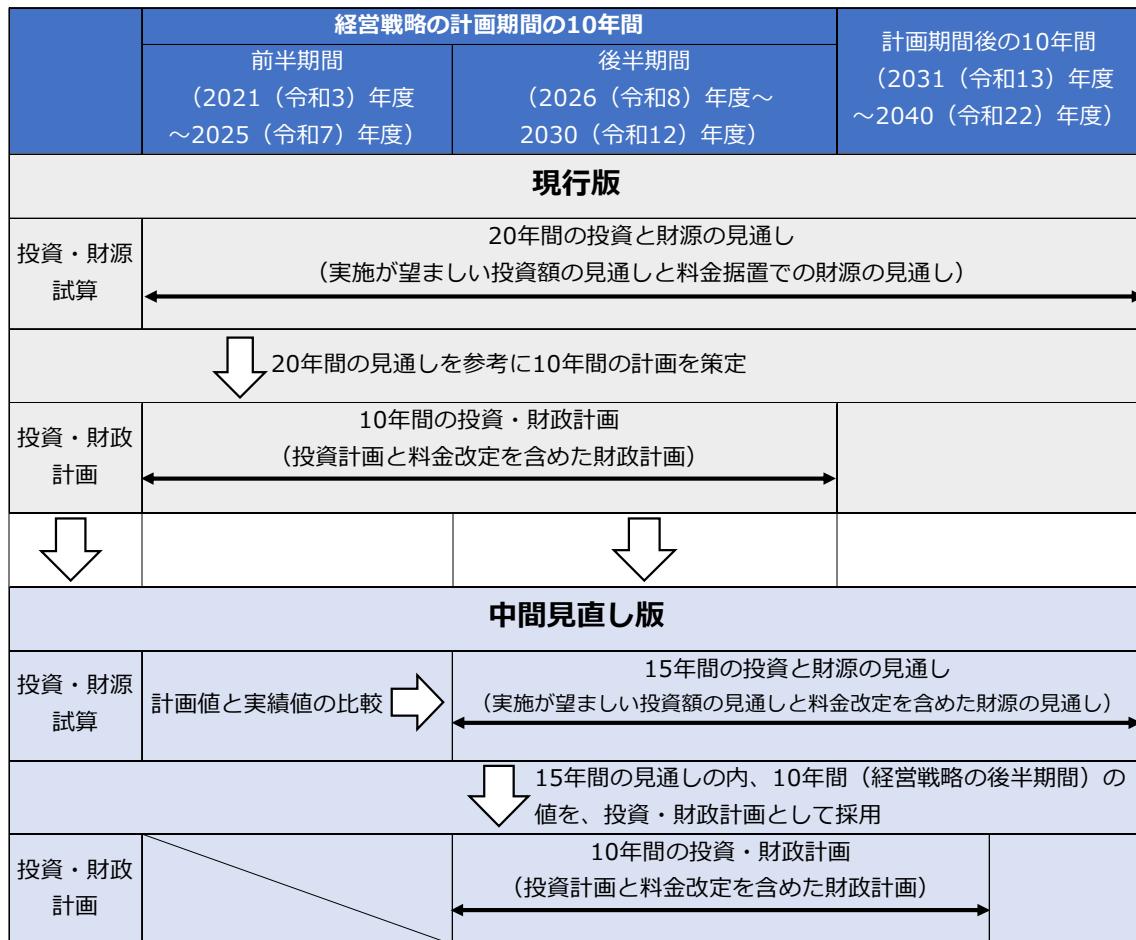 経営戦略の計画期間の10年間
前半期間
（2021（令和3）年度
～2025（令和7）年度）
後半期間
（2026（令和8）年度～
2030（令和12）年度）
計画期間後の10年間
（2031（令和13）年度
～2040（令和22）年度）
現行版
投資・財源
試算
20年間の投資と財源の見通し
（実施が望ましい投資額の見通しと料金据置での財源の見通し）
20年間の見通しを参考に10年間の計画を策定
投資・財政
計画
10年間の投資・財政計画
（投資計画と料金改定を含めた財政計画）
中間見直し版
投資・財源
試算
計画値と実績値の比較
15年間の投資と財源の見通し
（実施が望ましい投資額の見通しと料金改定を含めた財源の見通し）
15年間の見通しの内、10年間（経営戦略の後半期間）の
値を、投資・財政計画として採用
投資・財政
計画
10年間の投資・財政計画
（投資計画と料金改定を含めた財政計画）